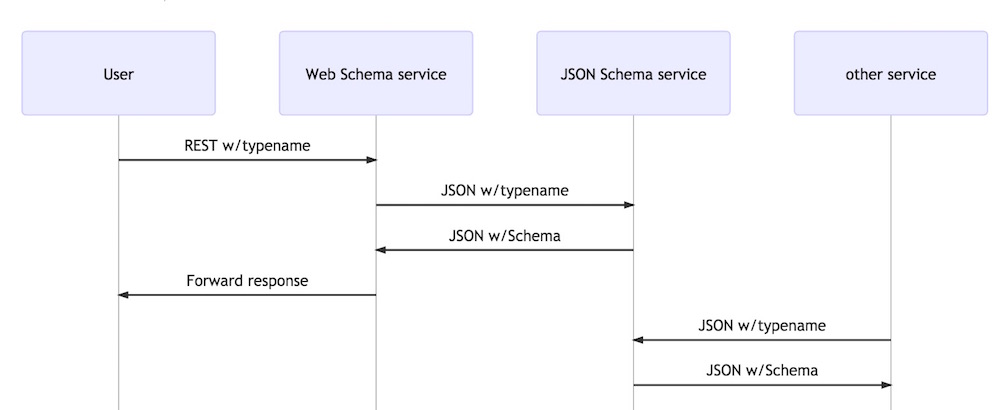 User
Web Schema service
JSON Schema service
other service
REST w/typename
JSON w/typename
JSON w/Schema
Forward response
JSON w/typename
JSON w/Schema